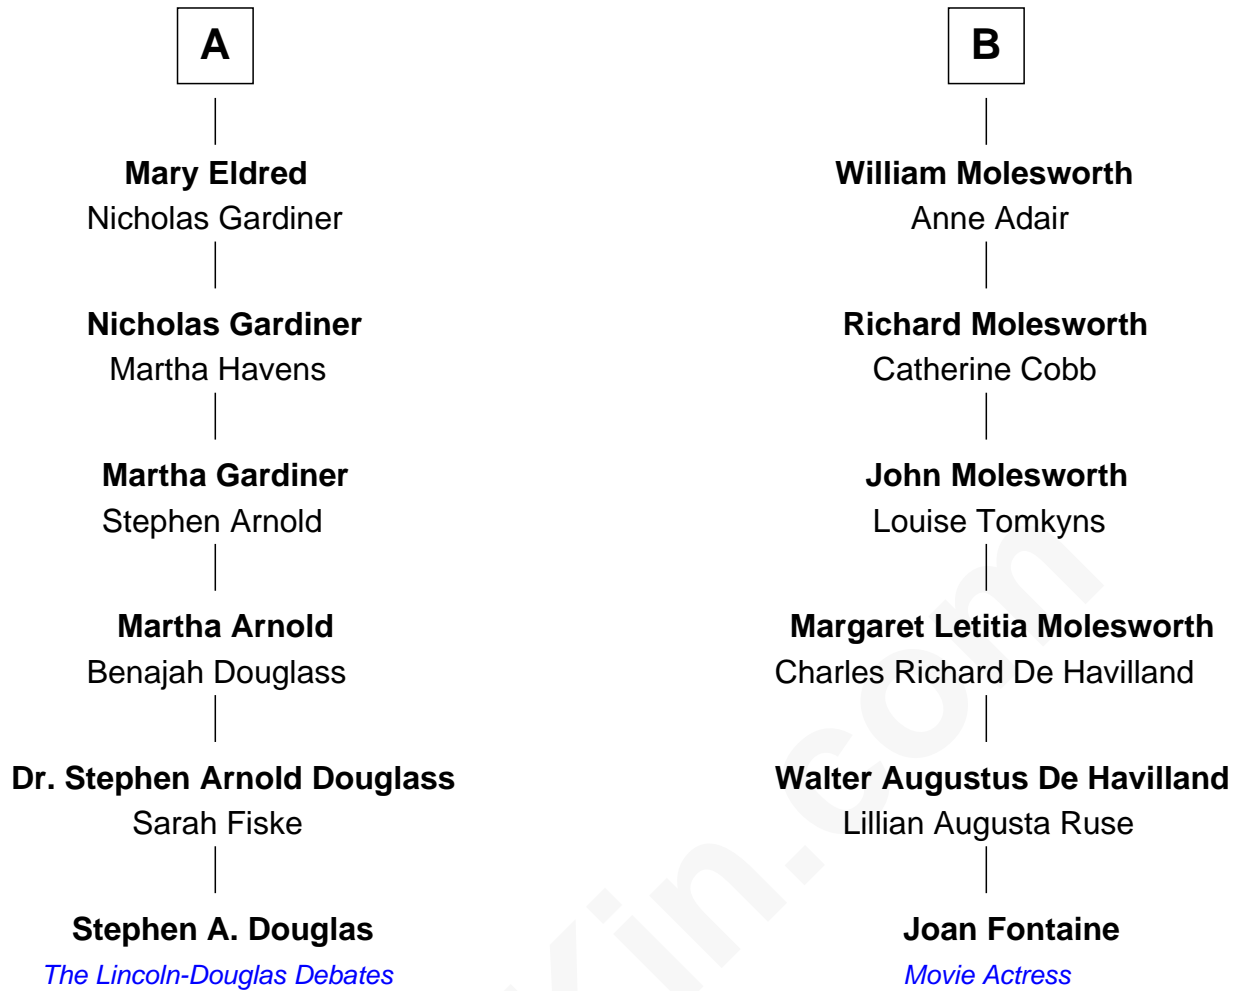 A
Mary Eldred
Nicholas Gardiner
Nicholas Gardiner
Martha Havens
Martha Gardiner
Stephen Arnold
Martha Arnold
Benajah Douglass
Dr. Stephen Arnold Douglass
Sarah Fiske
Stephen A. Douglas
The Lincoln-Douglas Debates
B
William Molesworth
Anne Adair
Richard Molesworth
Catherine Cobb
John Molesworth
Louise Tomkyns
Margaret Letitia Molesworth
Charles Richard De Havilland
Walter Augustus De Havilland
Lillian Augusta Ruse
Joan Fontaine
Movie Actress